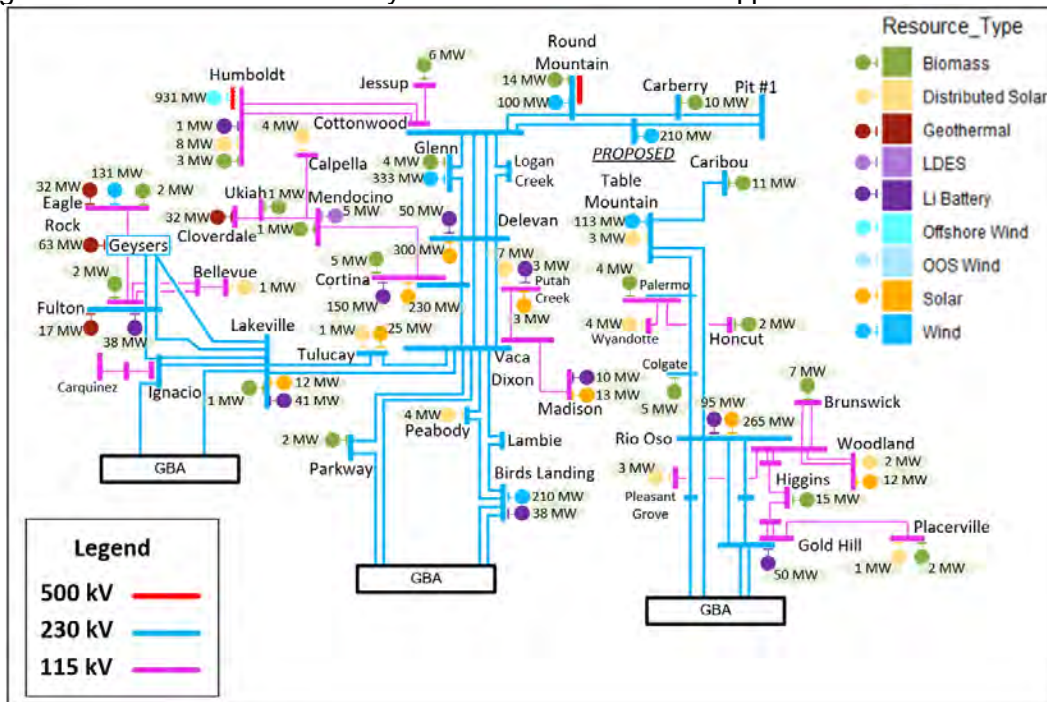 Resource_Type
Biomass
Distributed Solar
Geothermal
LDES
Li Battery
Offshore Wind
OOS Wind
Solar
Wind
Humboldt
931 MW
1 MW
8 MW
3 MW
6 MW
Jessup
Cottonwood
4 MW
Calpella
Round
Mountain
14 MW
100 MW
Carberry
10 MW
Pit #1
210 MW
PROPOSED
Glenn
4 MW
333 MW
Logan
Creek
Caribou
11 MW
Table
Mountain
113 MW
3 MW
131 MW
32 MW
2 MW
Eagle
Rock
63 MW
Geysers
Ukiah
1 MW
Mendocino
5 MW
32 MW
Cloverdale
1 MW
50 MW
Delevan
300 MW
5 MW
Cortina
150 MW
230 MW
7 MW
3 MW
Putah
Creek
3 MW
4 MW
Palermo
4 MW
Wyandotte
2 MW
Honcut
2 MW
Bellevue
1 MW
Fulton
17 MW
38 MW
Lakeville
1 MW
25 MW
Tulucay
Vaca
Dixon
10 MW
13 MW
Madison
Colgate
5 MW
Carquinez
Ignacio
12 MW
1 MW
41 MW
4 MW
Peabody
2 MW
Parkway
Lambie
Birds Landing
210 MW
38 MW
95 MW
265 MW
Rio Oso
7 MW
Brunswick
Woodland
2 MW
12 MW
3 MW
Pleasant
Grove
Higgins
15 MW
Placerville
Gold Hill
50 MW
1 MW
2 MW
GBA
GBA
GBA
Legend
500 kV
230 kV
115 kV